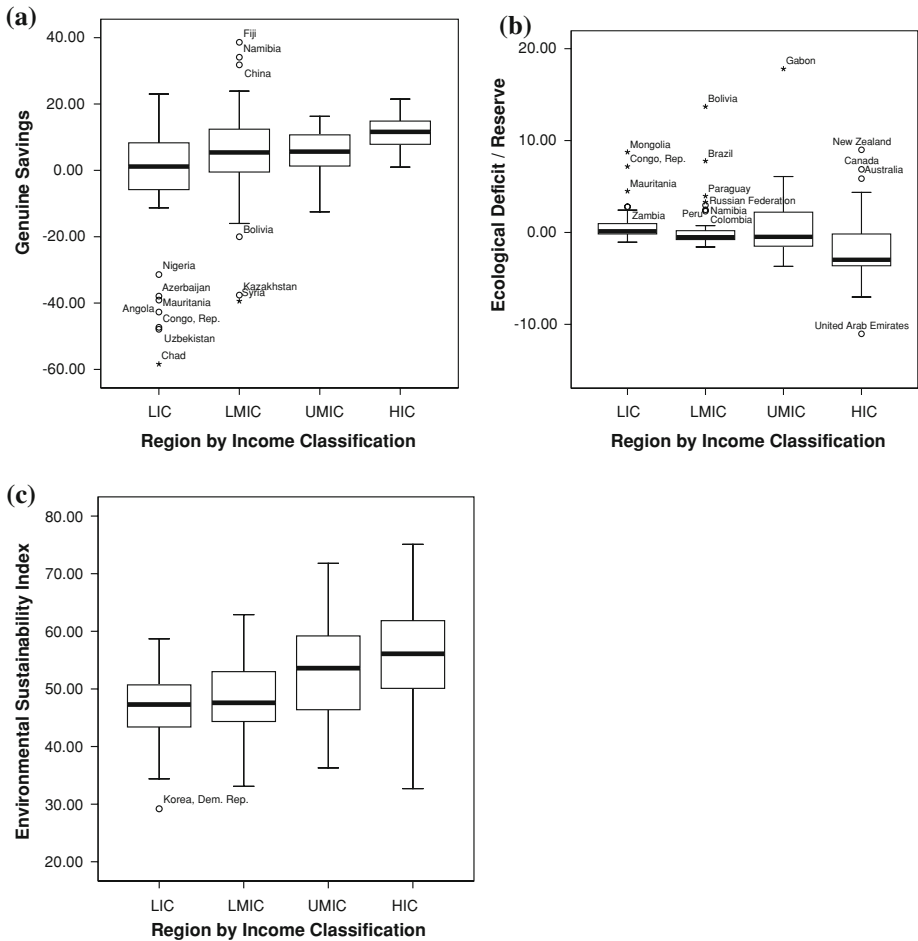 (a)
Genuine Savings
40.00
20.00
0.00
-20.00
-40.00
-60.00
Fiji
Namibia
China
Bolivia
Nigeria
Azerbaijan
Mauritania
Angola
Congo, Rep.
Uzbekistan
Chad
Kazakhstan
Syria
LIC LMIC UMIC HIC
Region by Income Classification
(b)
Ecological Deficit / Reserve
20.00
10.00
0.00
-10.00
Gabon
Bolivia
Mongolia
Congo, Rep.
Mauritania
Zambia
Brazil
Paraguay
Russian Federation
Peru
Namibia
Colombia
New Zealand
Canada
Australia
United Arab Emirates
LIC LMIC UMIC HIC
Region by Income Classification
(c)
Environmental Sustainability Index
80.00
70.00
60.00
50.00
40.00
30.00
20.00
Korea, Dem. Rep.
LIC LMIC UMIC HIC
Region by Income Classification